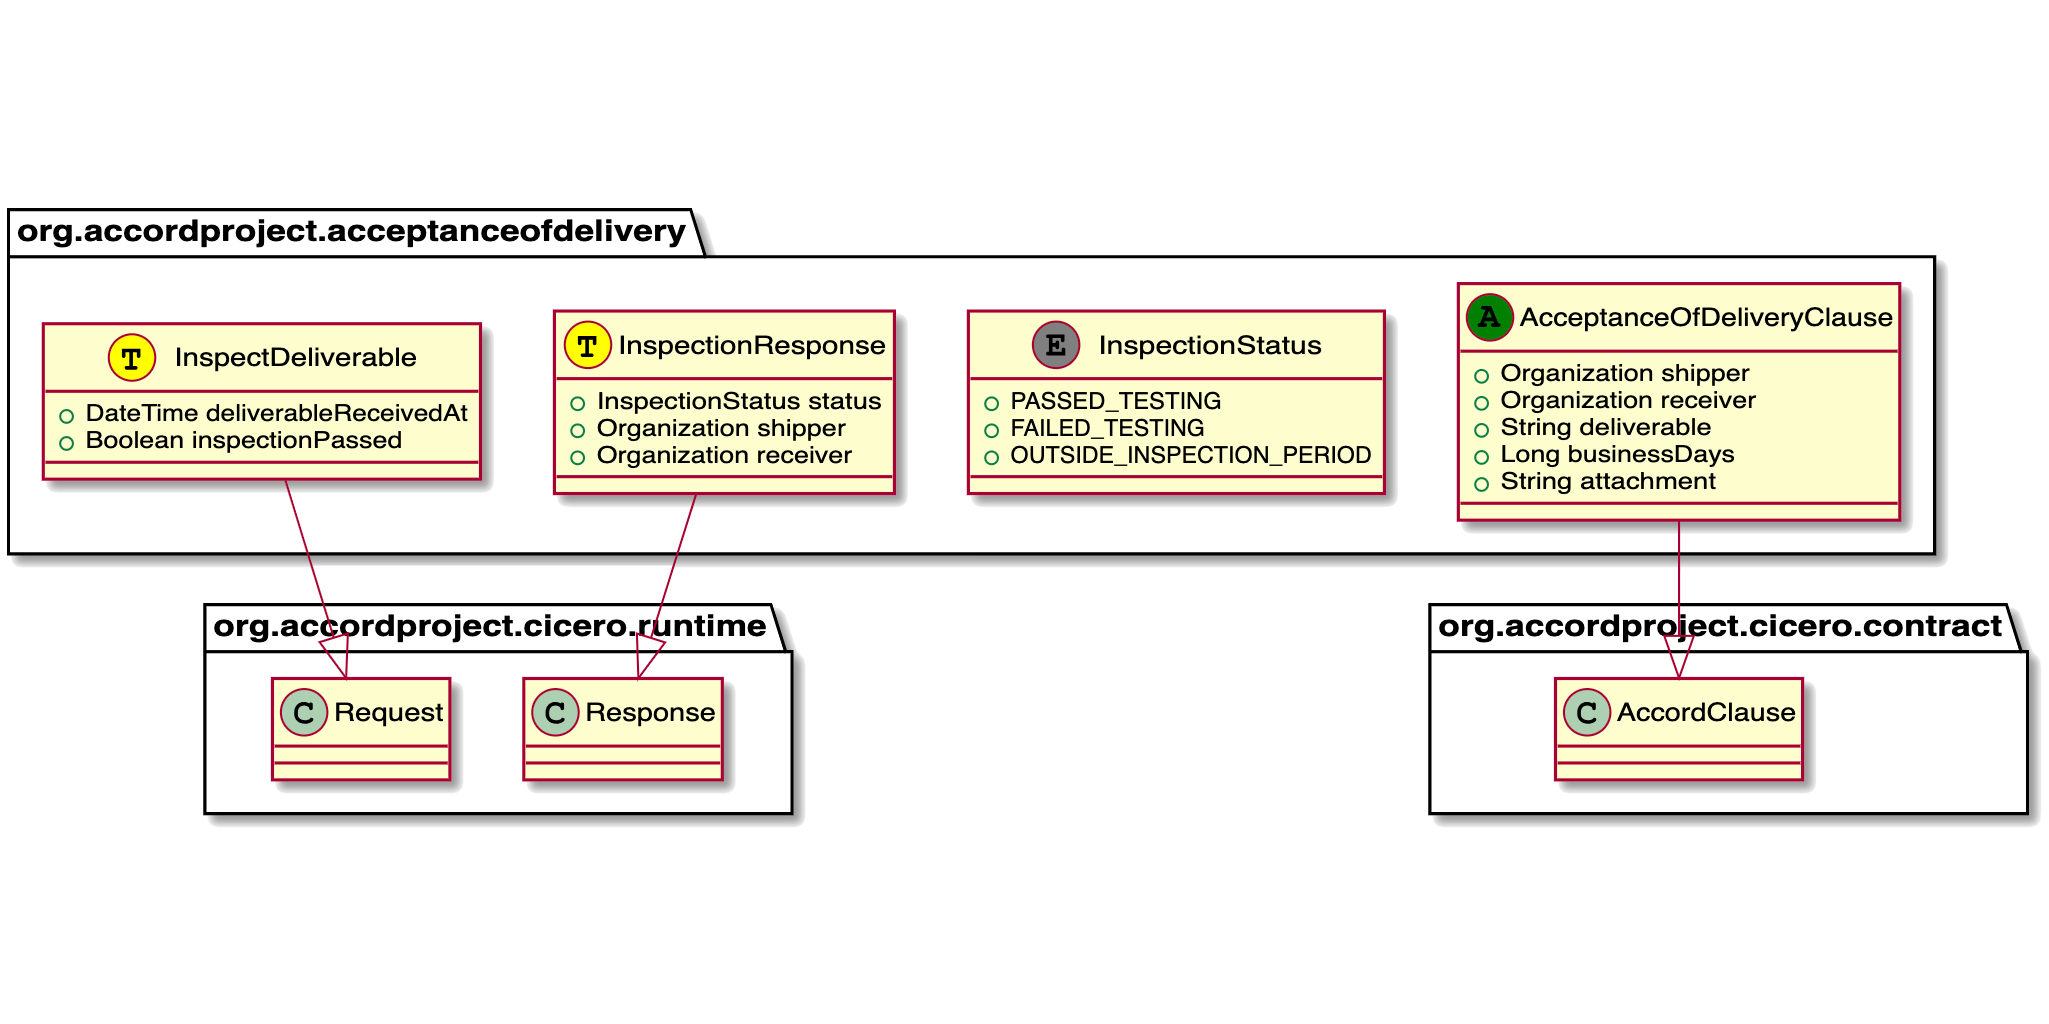 org.accordproject.acceptanceofdelivery
T InspectDeliverable
DateTime deliverableReceivedAt
Boolean inspectionPassed
T InspectionResponse
InspectionStatus status
Organization shipper
Organization receiver
E InspectionStatus
PASSED_TESTING
FAILED_TESTING
OUTSIDE_INSPECTION_PERIOD
A AcceptanceOfDeliveryClause
Organization shipper
Organization receiver
String deliverable
Long businessDays
String attachment
org.accordproject.cicero.runtime
C Request
C Response
org.accordproject.cicero.contract
C AccordClause